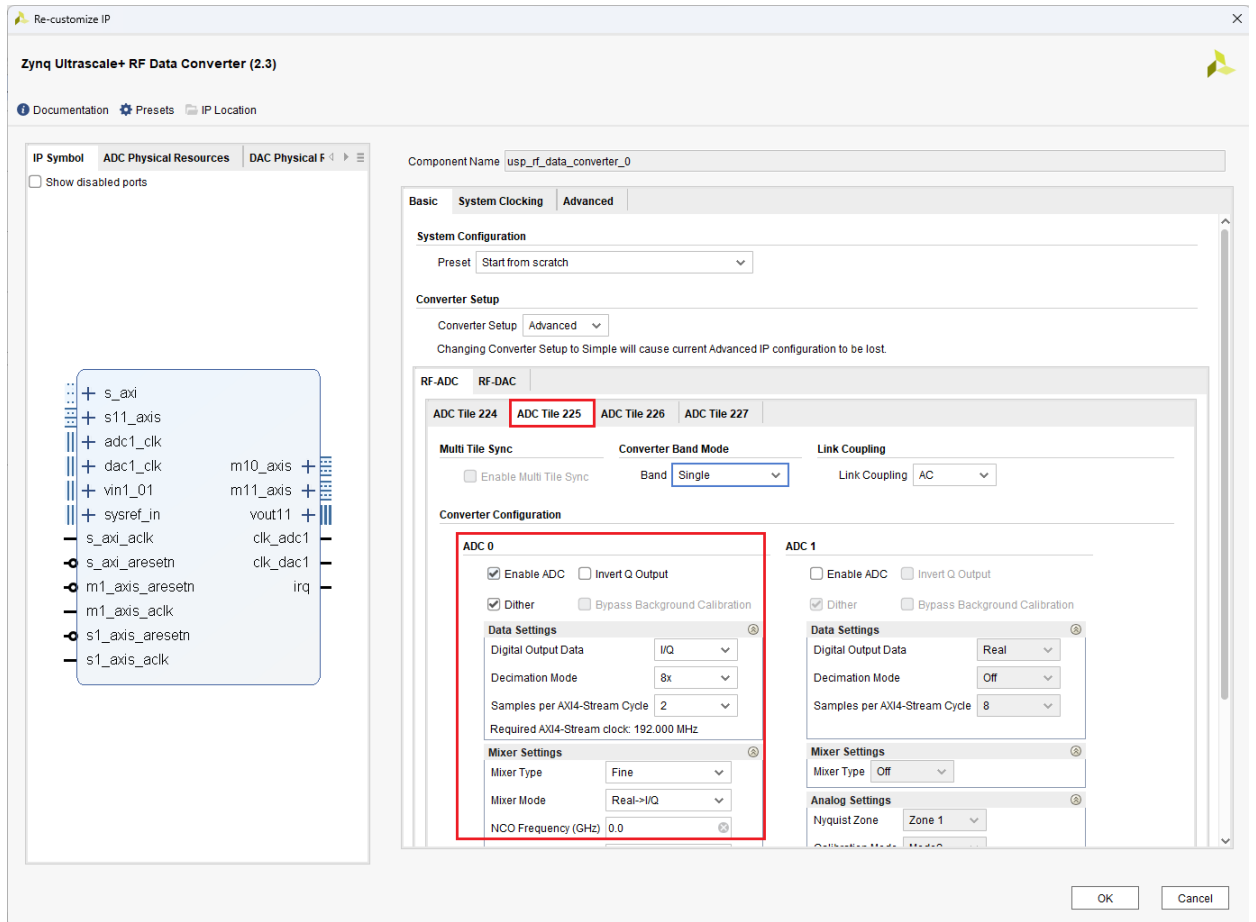 Re-customize IP
Zynq Ultrascale+ RF Data Converter (2.3)
Documentation Presets IP Location
IP Symbol ADC Physical Resources DAC Physical
Show disabled ports
s_axi
s11_axis
adc1_clk
dac1_clk m10_axis
vin1_01 m11_axis
sysref_in vout11
s_axi_aclk clk_adc1
s_axi_aresetn clk_dac1
m1_axis_aresetn irq
m1_axis_aclk
s1_axis_aresetn
s1_axis_aclk
Component Name usp_rf_data_converter_0
Basic System Clocking Advanced
System Configuration
Preset Start from scratch
Converter Setup
Converter Setup Advanced
Changing Converter Setup to Simple will cause current Advanced IP configuration to be lost.
RF-ADC RF-DAC
ADC Tile 224 ADC Tile 225 ADC Tile 226 ADC Tile 227
Multi Tile Sync Converter Band Mode Link Coupling
Enable Multi Tile Sync Band Single Link Coupling AC
Converter Configuration
ADC 0
Enable ADC Invert Q Output
Dither Bypass Background Calibration
Data Settings
Digital Output Data I/Q
Decimation Mode 8x
Samples per AXI4-Stream Cycle 2
Required AXI4-Stream clock: 192.000 MHz
Mixer Settings
Mixer Type Fine
Mixer Mode Real->I/Q
NCO Frequency (GHz) 0.0
ADC 1
Enable ADC Invert Q Output
Dither Bypass Background Calibration
Data Settings
Digital Output Data Real
Decimation Mode Off
Samples per AXI4-Stream Cycle 8
Mixer Settings
Mixer Type Off
Analog Settings
Nyquist Zone Zone 1
OK Cancel